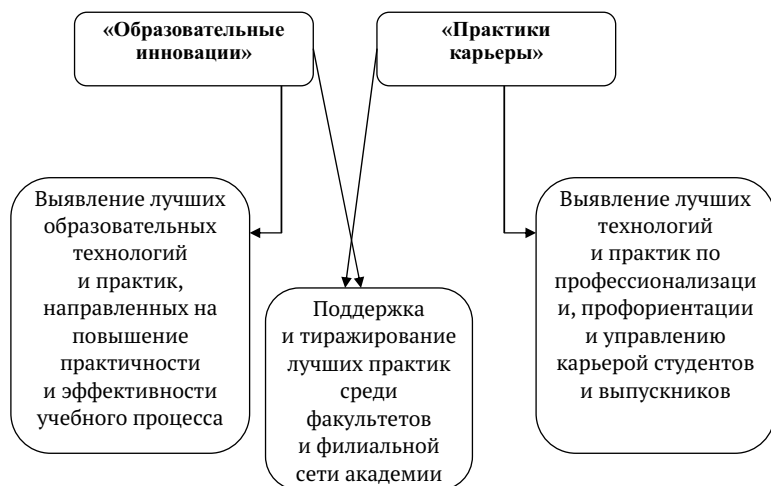 «Образовательные
инновации»
«Практики
карьеры»
Выявление лучших
образовательных
технологий
и практик,
направленных на
повышение
практичности
и эффективности
учебного процесса
Поддержка
и тиражирование
лучших практик
среди
факультетов
и филиальной
сети академии
Выявление лучших
технологий
и практик по
профессионализаци
и, профориентации
и управлению
карьерой студентов
и выпускников